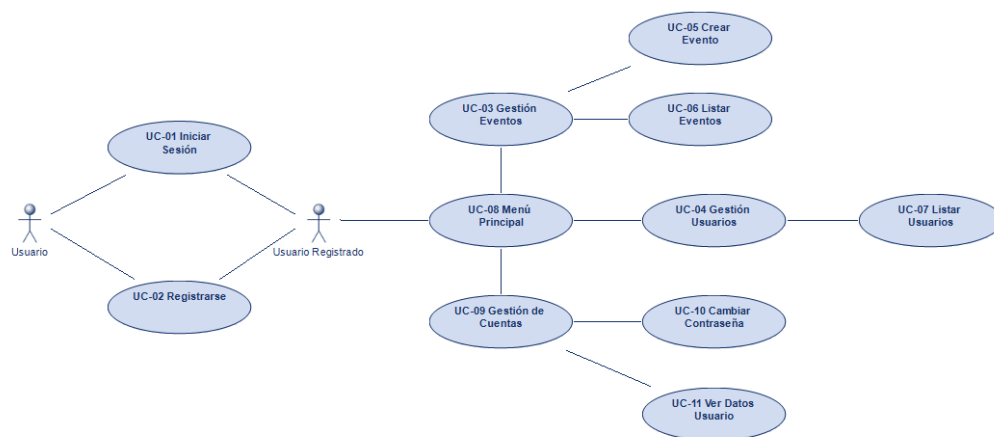 UC-05 Crear
Evento
UC-03 Gestión
Eventos
UC-06 Listar
Eventos
UC-01 Iniciar
Sesión
UC-08 Menú
Principal
UC-04 Gestión
Usuarios
UC-07 Listar
Usuarios
Usuario
Usuario Registrado
UC-02 Registrarse
UC-09 Gestión de
Cuentas
UC-10 Cambiar
Contraseña
UC-11 Ver Datos
Usuario